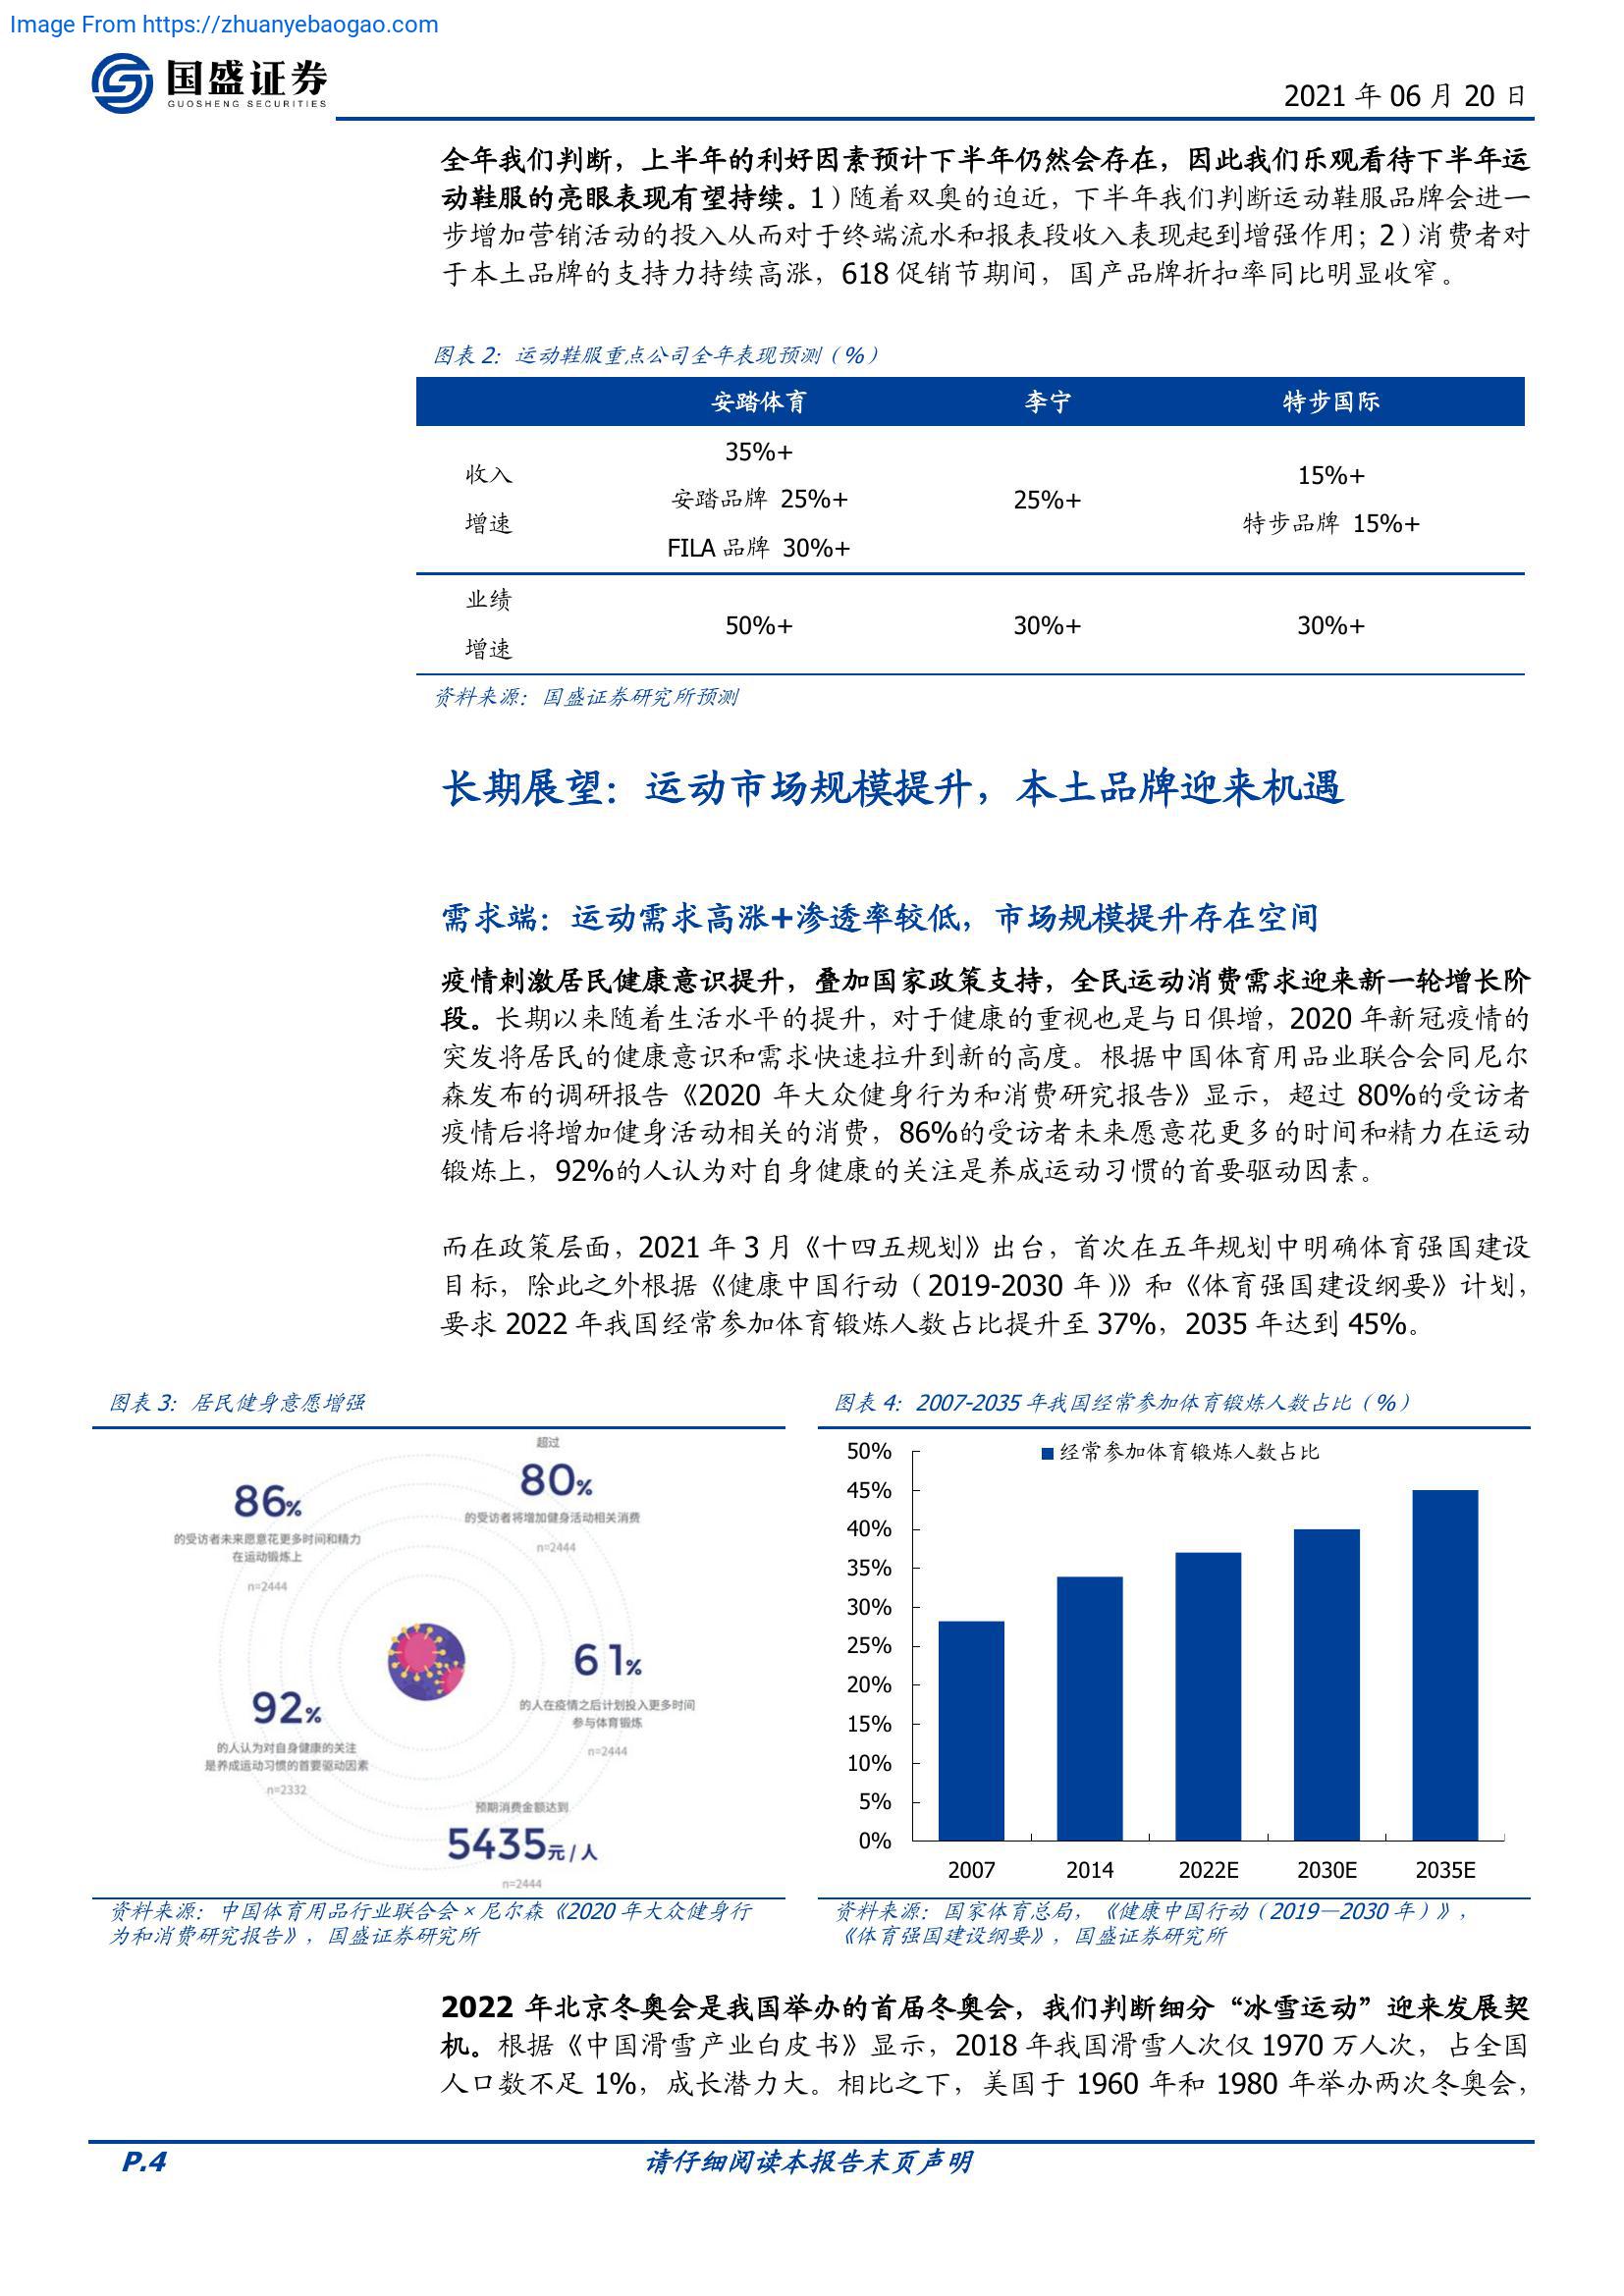 Image From https://zhuanyebaogao.com
国盛证券
GUOSHENG SECURITIES
2021 年 06 月 20 日
全年我们判断，上半年的利好因素预计下半年仍然会存在，因此我们乐观看待下半年运
动鞋服的亮眼表现有望持续。1）随着双奥的迫近，下半年我们判断运动鞋服品牌会进一
步增加营销活动的投入从而对于终端流水和报表段收入表现起到增强作用；2）消费者对
于本土品牌的支持力持续高涨，618 促销节期间，国产品牌折扣率同比明显收窄。
图表 2：运动鞋服重点公司全年表现预测（%）
安踏体育 李宁 特步国际
收入
增速
35%+
安踏品牌 25%+
FILA 品牌 30%+
25%+
15%+
特步品牌 15%+
业绩
增速
50%+ 30%+ 30%+
资料来源：国盛证券研究所预测
长期展望：运动市场规模提升，本土品牌迎来机遇
需求端：运动需求高涨+渗透率较低，市场规模提升存在空间
疫情刺激居民健康意识提升，叠加国家政策支持，全民运动消费需求迎来新一轮增长阶
段。长期以来随着生活水平的提升，对于健康的重视也是与日俱增，2020 年新冠疫情的
突发将居民的健康意识和需求快速拉升到新的高度。根据中国体育用品业联合会同尼尔
森发布的调研报告《2020 年大众健身行为和消费研究报告》显示，超过 80%的受访者
疫情后将增加健身活动相关的消费，86%的受访者未来愿意花更多的时间和精力在运动
锻炼上，92%的人认为对自身健康的关注是养成运动习惯的首要驱动因素。
而在政策层面，2021 年 3 月《十四五规划》出台，首次在五年规划中明确体育强国建设
目标，除此之外根据《健康中国行动（2019-2030 年）》和《体育强国建设纲要》计划，
要求 2022 年我国经常参加体育锻炼人数占比提升至 37%，2035 年达到 45%。
图表 3：居民健身意愿增强
超过
80%
的受访者将增加健身活动相关消费
n=2444
86%
的受访者未来愿意花更多时间和精力
在运动锻炼上
n=2444
61%
的人在疫情之后计划投入更多时间
参与体育锻炼
n=2444
92%
的人认为对自身健康的关注
是养成运动习惯的首要驱动因素
n=2332
预期消费金额达到
5435元/人
n=2444
资料来源：中国体育用品行业联合会×尼尔森《2020 年大众健身行
为和消费研究报告》，国盛证券研究所
图表 4：2007-2035 年我国经常参加体育锻炼人数占比（%）
经常参加体育锻炼人数占比
50%
45%
40%
35%
30%
25%
20%
15%
10%
5%
0%
2007 2014 2022E 2030E 2035E
资料来源：国家体育总局，《健康中国行动（2019—2030 年）》，
《体育强国建设纲要》，国盛证券研究所
2022 年北京冬奥会是我国举办的首届冬奥会，我们判断细分“冰雪运动”迎来发展契
机。根据《中国滑雪产业白皮书》显示，2018 年我国滑雪人次仅 1970 万人次，占全国
人口数不足 1%，成长潜力大。相比之下，美国于 1960 年和 1980 年举办两次冬奥会，
P.4
请仔细阅读本报告末页声明